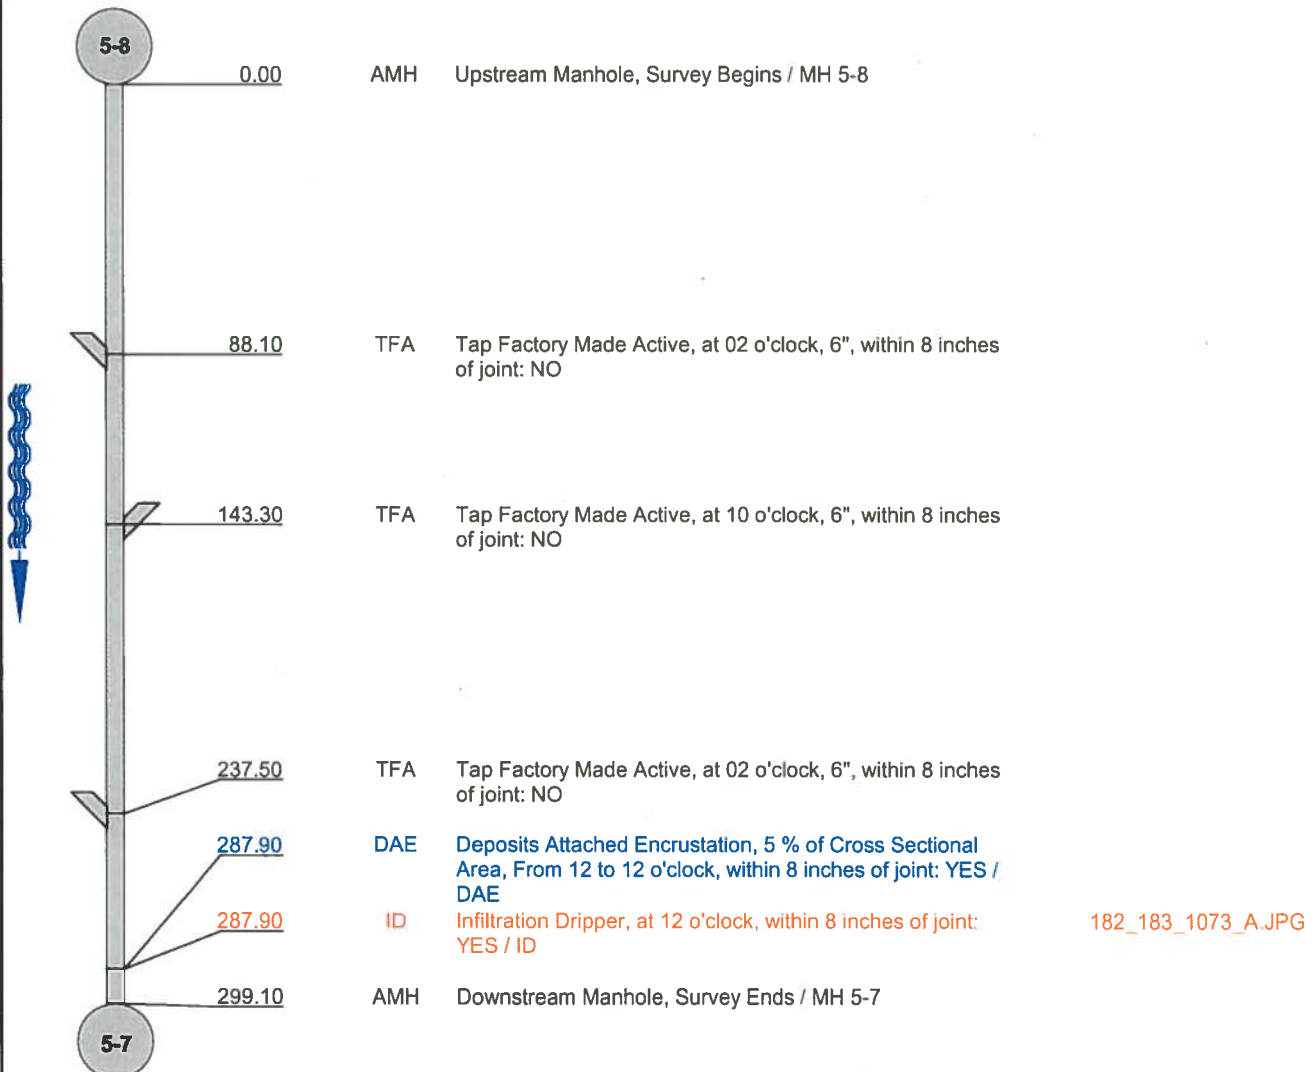 5-8
0.00 AMH Upstream Manhole, Survey Begins / MH 5-8
88.10 TFA Tap Factory Made Active, at 02 o'clock, 6", within 8 inches
of joint: NO
143.30 TFA Tap Factory Made Active, at 10 o'clock, 6", within 8 inches
of joint: NO
237.50 TFA Tap Factory Made Active, at 02 o'clock, 6", within 8 inches
of joint: NO
287.90 DAE Deposits Attached Encrustation, 5 % of Cross Sectional
Area, From 12 to 12 o'clock, within 8 inches of joint: YES /
DAE
287.90 ID Infiltration Dripper, at 12 o'clock, within 8 inches of joint: 182_183_1073_A.JPG
YES / ID
299.10 AMH Downstream Manhole, Survey Ends / MH 5-7
5-7